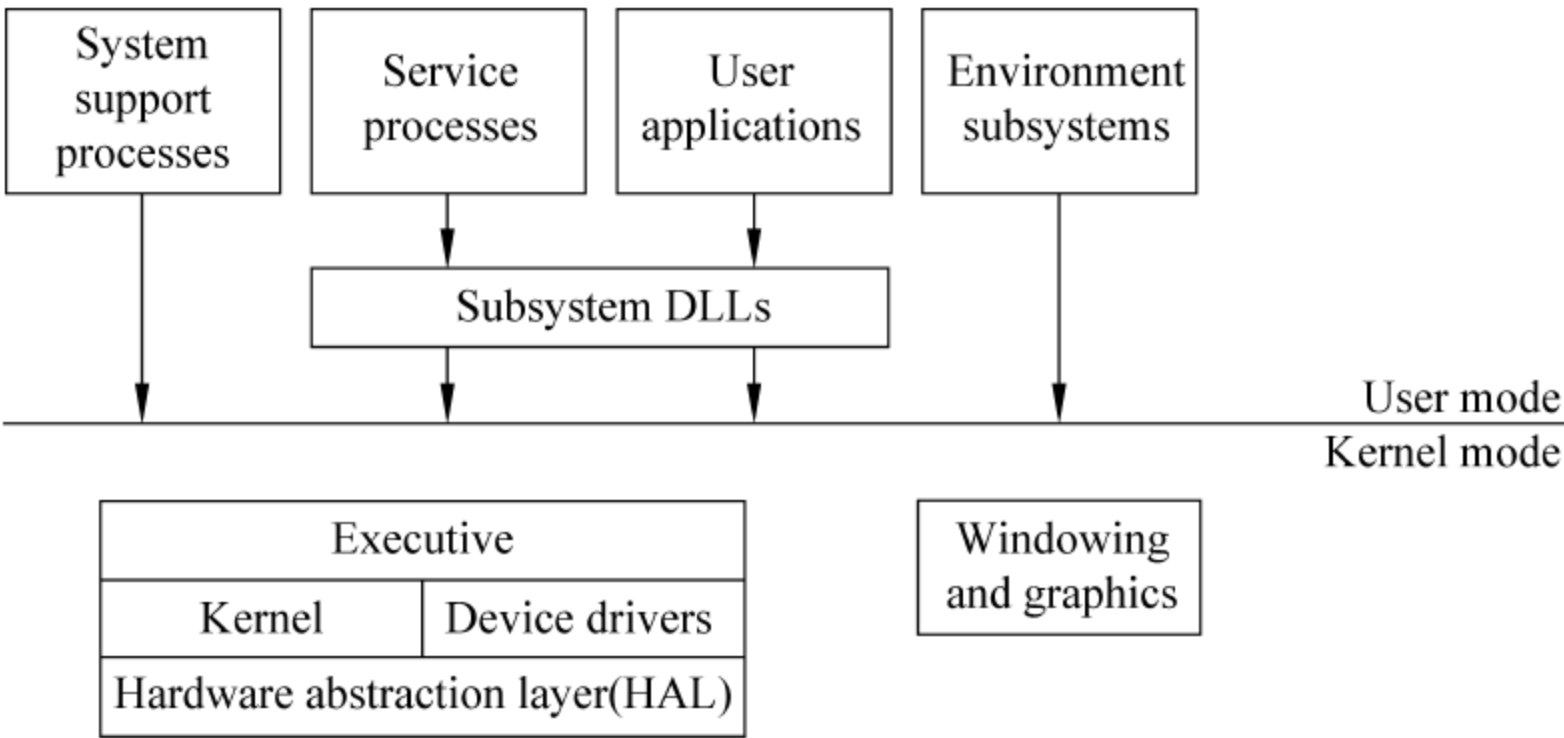 System
support
processes
Service
processes
User
applications
Environment
subsystems
Subsystem DLLs
User mode
Kernel mode
Executive
Kernel
Device drivers
Hardware abstraction layer(HAL)
Windowing
and graphics